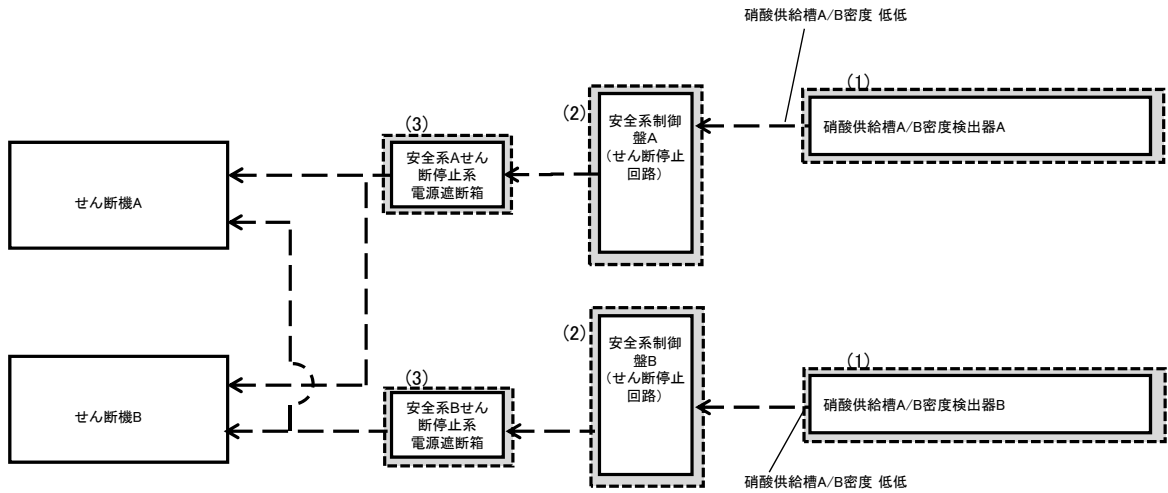 硝酸供給槽A/B密度 低低
(1)
硝酸供給槽A/B密度検出器A
(2)
安全系制御
盤A
(せん断停止
回路)
(3)
安全系Aせん
断停止系
電源遮断箱
せん断機A
(1)
硝酸供給槽A/B密度検出器B
(2)
安全系制御
盤B
(せん断停止
回路)
(3)
安全系Bせん
断停止系
電源遮断箱
せん断機B
硝酸供給槽A/B密度 低低